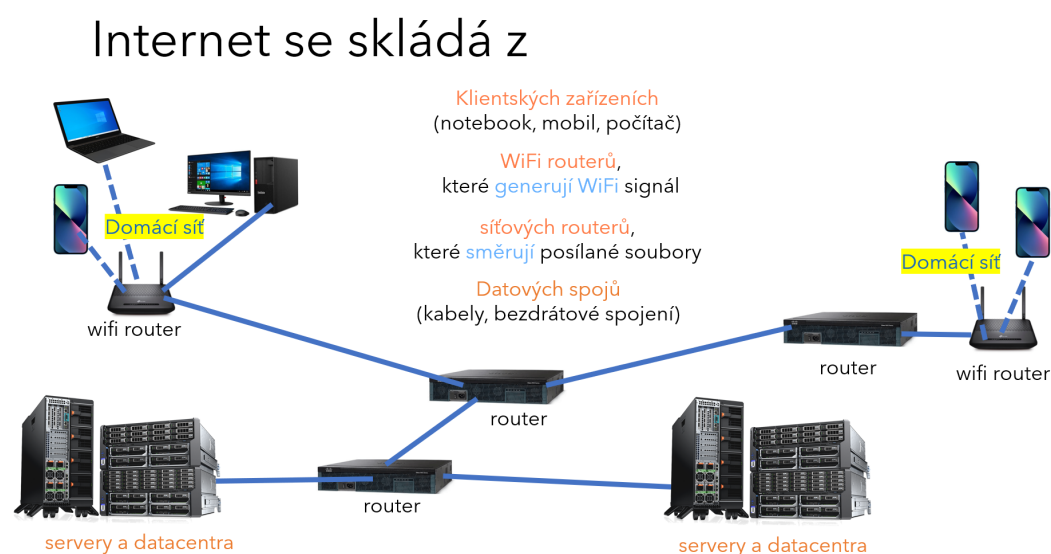 Internet se skládá z
Klientských zařízeních
(notebook, mobil, počítač)
WiFi routerů,
které generují WiFi signál
síťových routerů,
které směrují posílané soubory
Datových spojů
(kabely, bezdrátové spojení)
Domácí síť
wifi router
Domácí síť
router
wifi router
router
router
servery a datacentra
servery a datacentra